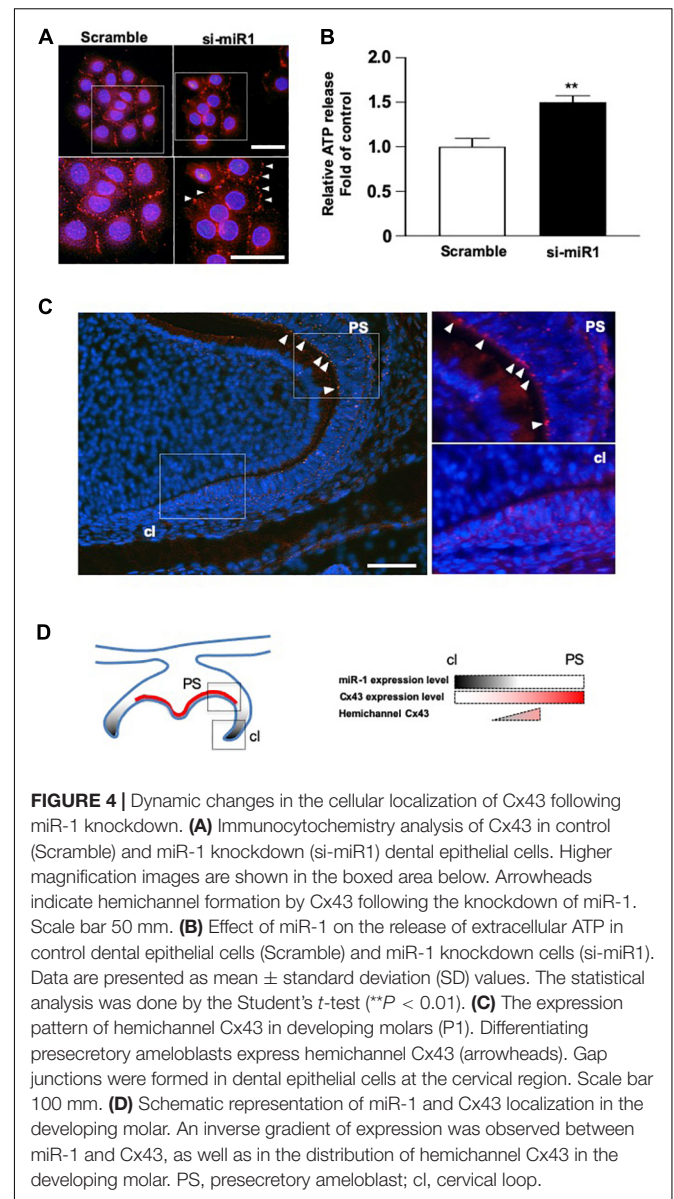 A
Scramble
si-miR1
B
2.0
1.5
1.0
0.5
0
Relative ATP release
Fold of control
**
Scramble
si-miR1
C
PS
cl
PS
cl
D
PS
cl
cl
PS
miR-1 expression level
Cx43 expression level
Hemichannel Cx43
FIGURE 4 | Dynamic changes in the cellular localization of Cx43 following
miR-1 knockdown. (A) Immunocytochemistry analysis of Cx43 in control
(Scramble) and miR-1 knockdown (si-miR1) dental epithelial cells. Higher
magnification images are shown in the boxed area below. Arrowheads
indicate hemichannel formation by Cx43 following the knockdown of miR-1.
Scale bar 50 mm. (B) Effect of miR-1 on the release of extracellular ATP in
control dental epithelial cells (Scramble) and miR-1 knockdown cells (si-miR1).
Data are presented as mean ± standard deviation (SD) values. The statistical
analysis was done by the Student's t-test (**P < 0.01). (C) The expression
pattern of hemichannel Cx43 in developing molars (P1). Differentiating
presecretory ameloblasts express hemichannel Cx43 (arrowheads). Gap
junctions were formed in dental epithelial cells at the cervical region. Scale bar
100 mm. (D) Schematic representation of miR-1 and Cx43 localization in the
developing molar. An inverse gradient of expression was observed between
miR-1 and Cx43, as well as in the distribution of hemichannel Cx43 in the
developing molar. PS, presecretory ameloblast; cl, cervical loop.